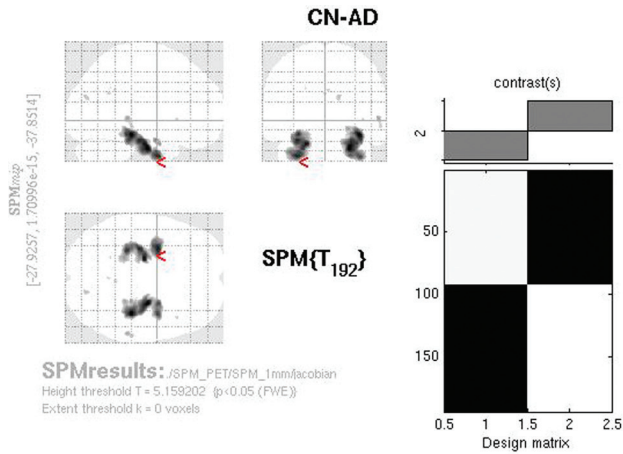 CN-AD
SPMmip
[-27.9257, 1.70996e-15, -37.8514]
<
<
<
SPM{T192}
SPMresults: ./SPM_PET/SPM_1mm/jacobian
Height threshold T = 5.159202 {p<0.05 (FWE)}
Extent threshold k = 0 voxels
contrast(s)
2
50
100
150
0.5 1 1.5 2 2.5
Design matrix